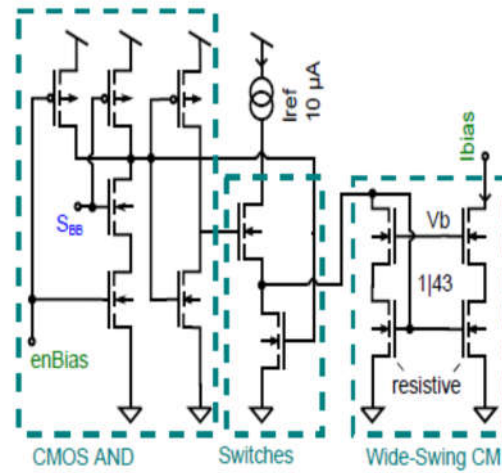 Iref
10 µA
Ibias
SBB
Vb
1|43
enBias
resistive
CMOS AND
Switches
Wide-Swing CM